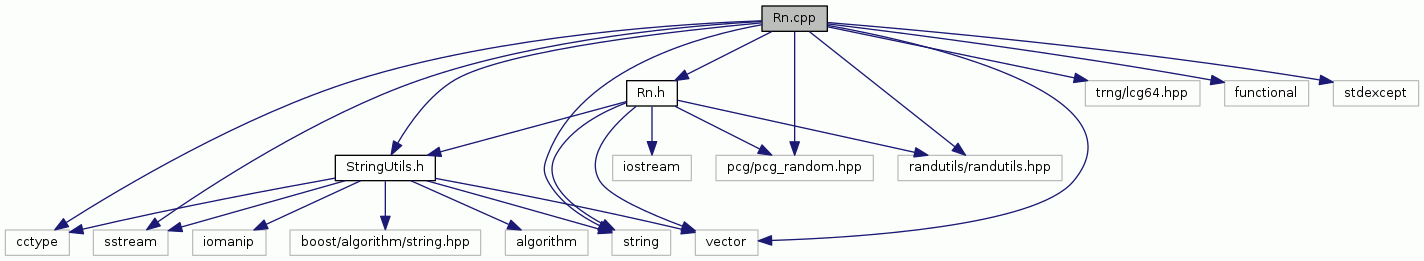 Rn.cpp
Rn.h
trng/lcg64.hpp
functional
stdexcept
StringUtils.h
iostream
pcg/pcg_random.hpp
randutils/randutils.hpp
cctype
sstream
iomanip
boost/algorithm/string.hpp
algorithm
string
vector